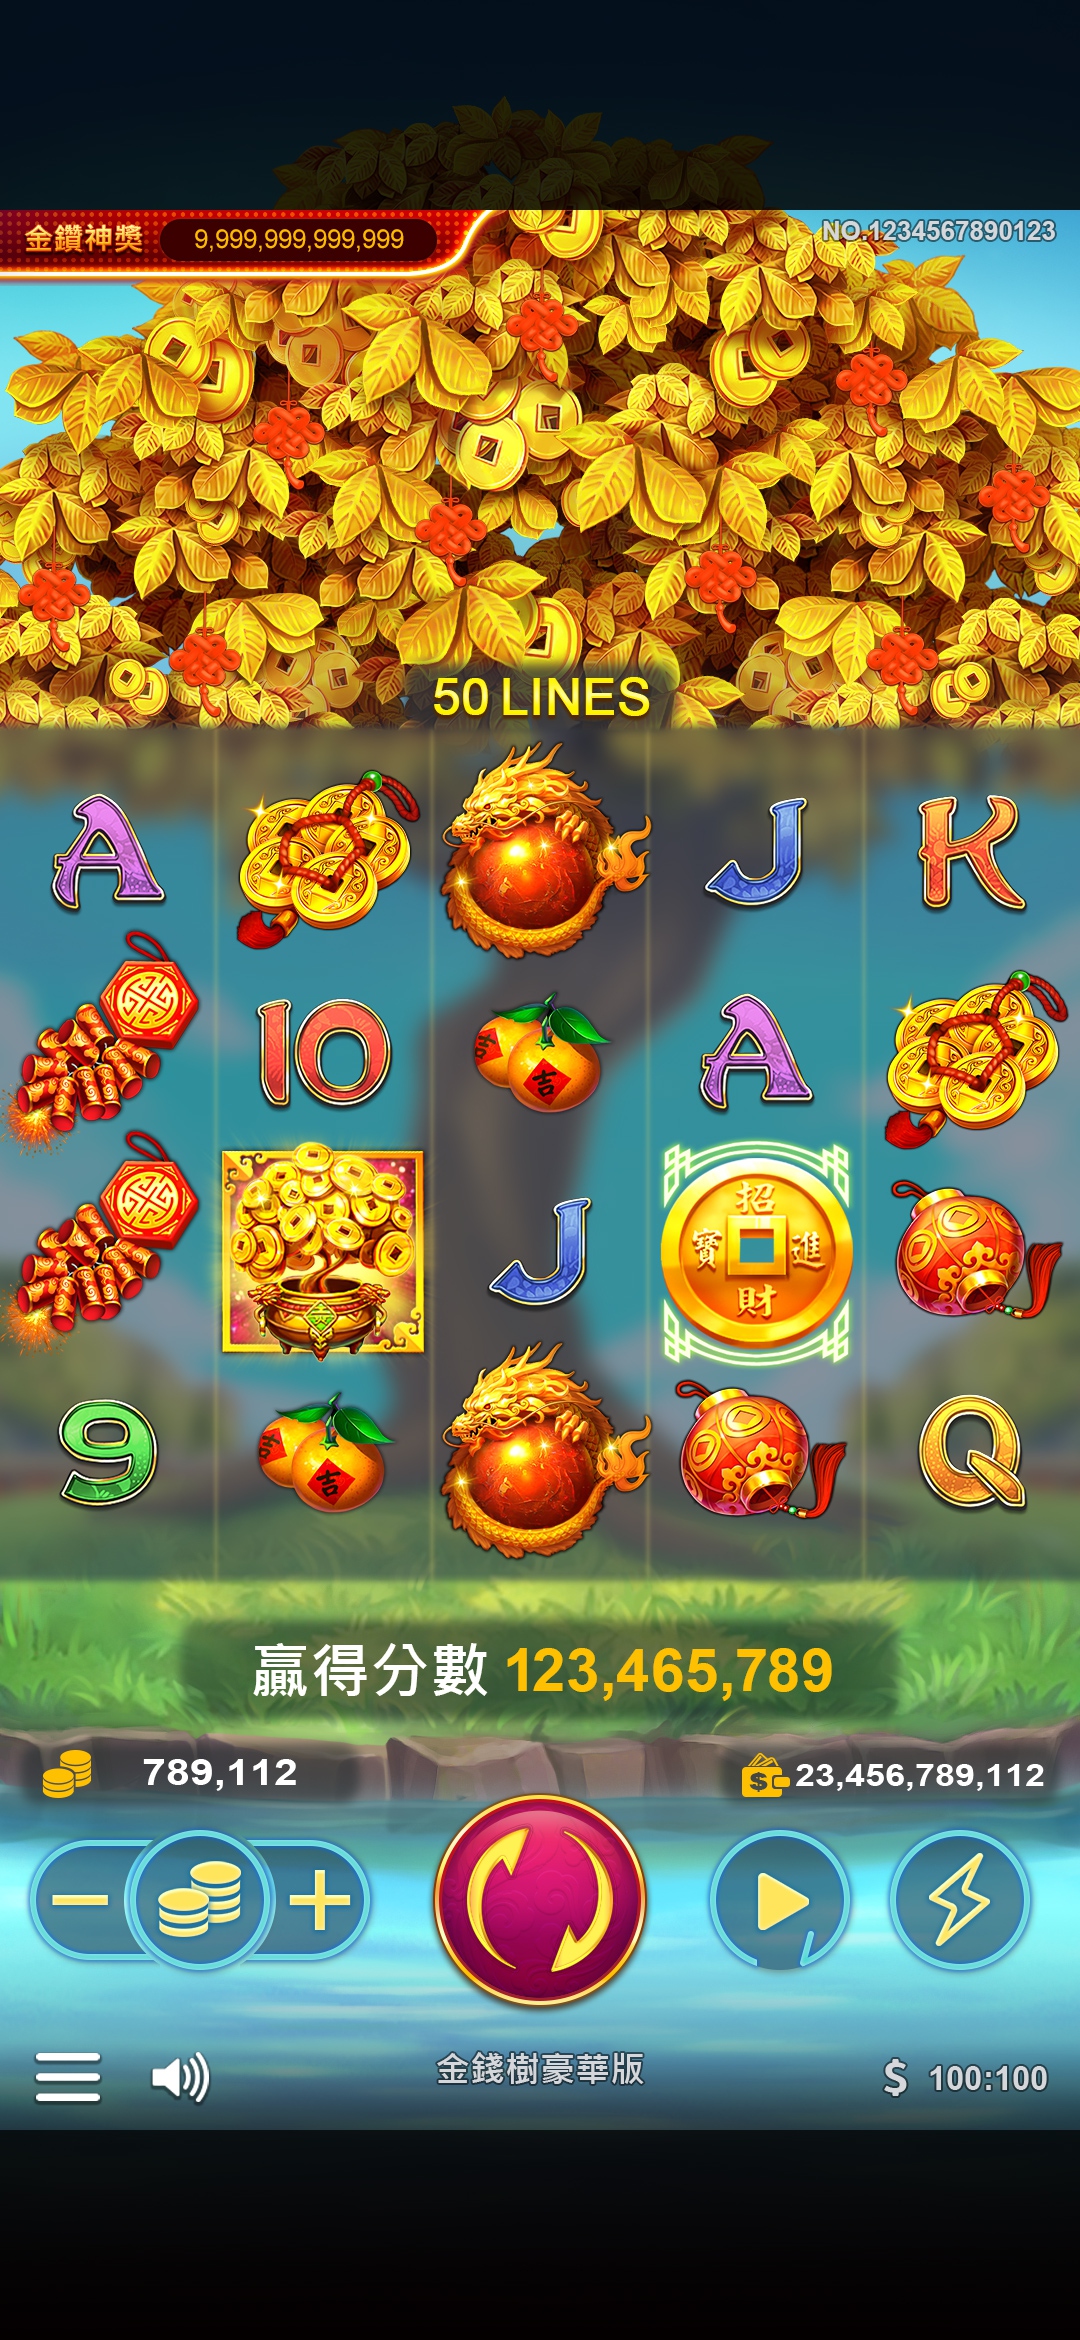 金鑽神獎 9,999,999,999,999
NO.1234567890123
50 LINES
A J K
吉 吉
10 A
招
寶 進
財
J
吉 吉
9 Q
贏得分數 123,465,789
789,112
$ 23,456,789,112
金錢樹豪華版
$ 100:100